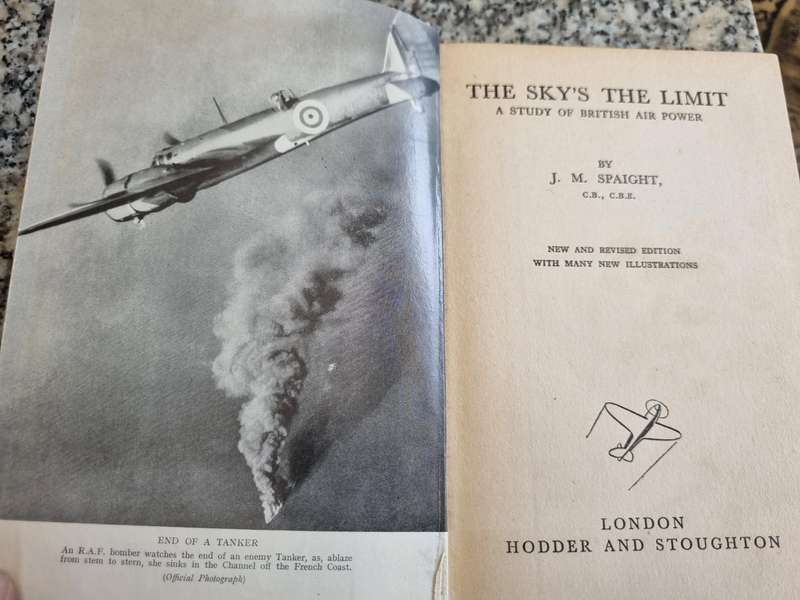 END OF A TANKER
An R.A.F. bomber watches the end of an enemy Tanker, as, ablaze
from stem to stern, she sinks in the Channel off the French Coast.
(Official Photograph)
THE SKY'S THE LIMIT
A STUDY OF BRITISH AIR POWER
BY
J. M. SPAIGHT,
C.B., C.B.E.
NEW AND REVISED EDITION
WITH MANY NEW ILLUSTRATIONS
LONDON
HODDER AND STOUGHTON